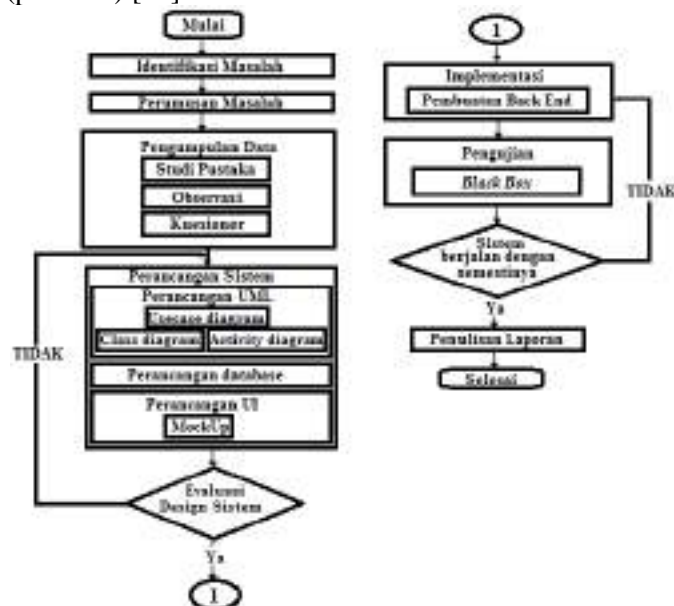 Mulai
Identifikasi Masalah
Perumusan Masalah
Pengumpulan Data
Studi Pustaka
Observasi
Kuesioner
Perancangan Sistem
Perancangan UML
Usecase diagram
Class diagram
Activity diagram
Perancangan database
Perancangan UI
MockUp
TIDAK
Evaluasi
Design Sistem
Ya
1
1
Implementasi
Pembuatan Back End
Pengujian
Black Box
TIDAK
Sistem
berjalan dengan
semestinya
Ya
Penulisan Laporan
Selesai